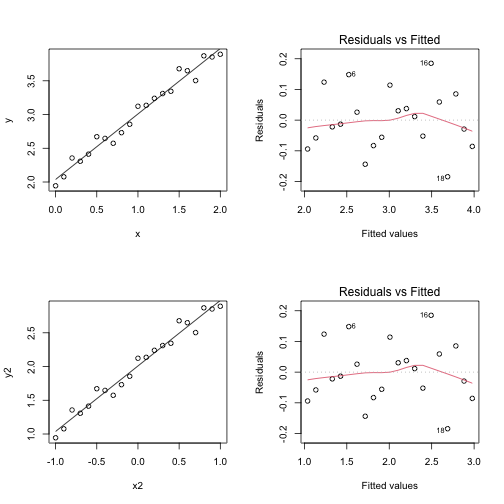 y
2.0 2.5 3.0 3.5
0.0 0.5 1.0 1.5 2.0
x
Residuals vs Fitted
Residuals
-0.2 -0.1 0.0 0.1 0.2
16
6
18
2.0 2.5 3.0 3.5 4.0
Fitted values
y2
1.0 1.5 2.0 2.5
-1.0 -0.5 0.0 0.5 1.0
x2
Residuals vs Fitted
Residuals
-0.2 -0.1 0.0 0.1 0.2
16
6
18
1.0 1.5 2.0 2.5 3.0
Fitted values